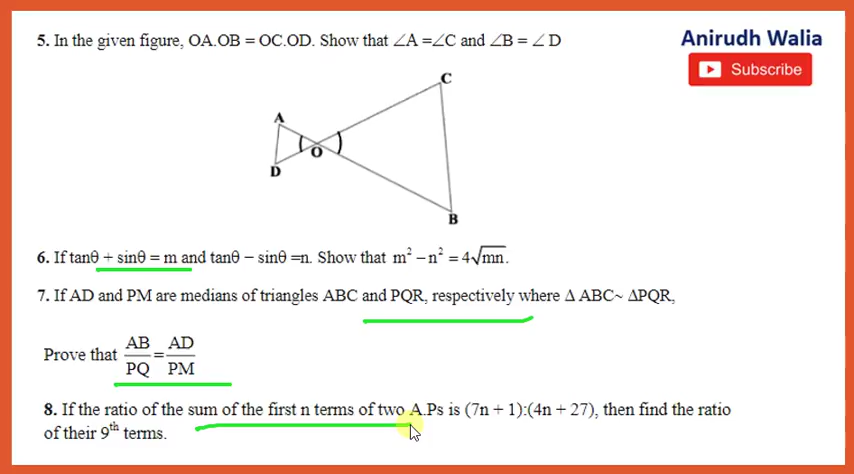 5. In the given figure, OA.OB = OC.OD. Show that ∠A =∠C and ∠B = ∠ D
Anirudh Walia
Subscribe
C
A
O
D
B
6. If tanθ + sinθ = m and tanθ − sinθ =n. Show that m² − n² = 4√mn.
7. If AD and PM are medians of triangles ABC and PQR, respectively where Δ ABC~ ΔPQR,
Prove that AB/PQ = AD/PM
8. If the ratio of the sum of the first n terms of two A.Ps is (7n + 1):(4n + 27), then find the ratio
of their 9th terms.